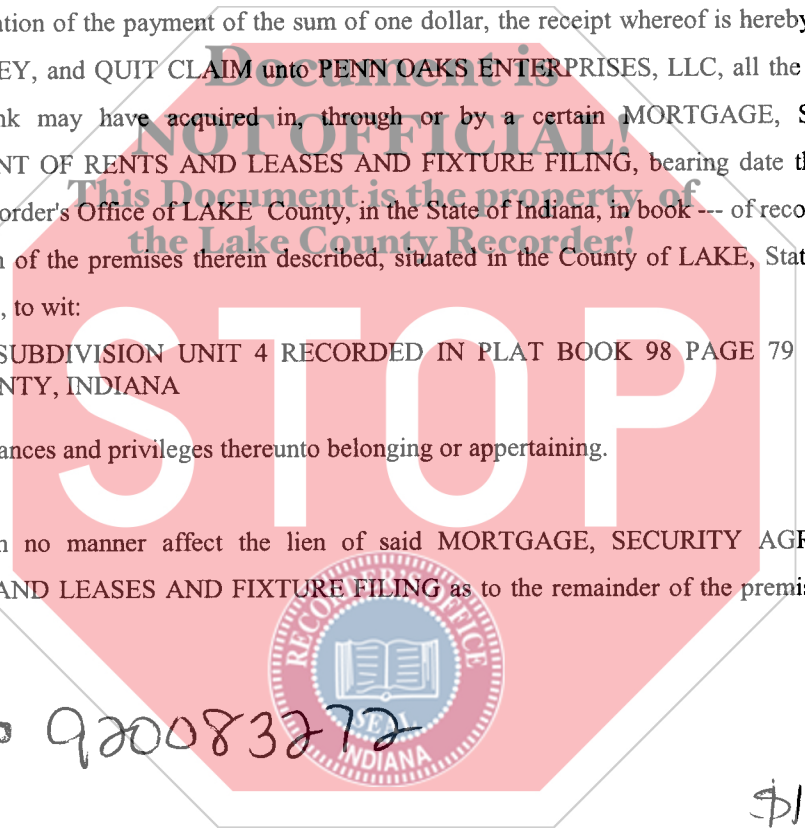 tion of the payment of the sum of one dollar, the receipt whereof is hereby
EY, and QUIT CLAIM unto PENN OAKS ENTERPRISES, LLC, all the
Document is
nk may have acquired in, through or by a certain MORTGAGE, S
NOT OFFICIAL!
NT OF RENTS AND LEASES AND FIXTURE FILING, bearing date th
This Document is the property of
order's Office of LAKE County, in the State of Indiana, in book --- of reco
the Lake County Recorder!
n of the premises therein described, situated in the County of LAKE, Stat
, to wit:
STOP
SUBDIVISION UNIT 4 RECORDED IN PLAT BOOK 98 PAGE 79
NTY, INDIANA
ances and privileges thereunto belonging or appertaining.
n no manner affect the lien of said MORTGAGE, SECURITY AGR
AND LEASES AND FIXTURE FILING as to the remainder of the premis
RECORDER'S OFFICE
SEAL
INDIANA
920083272
$1